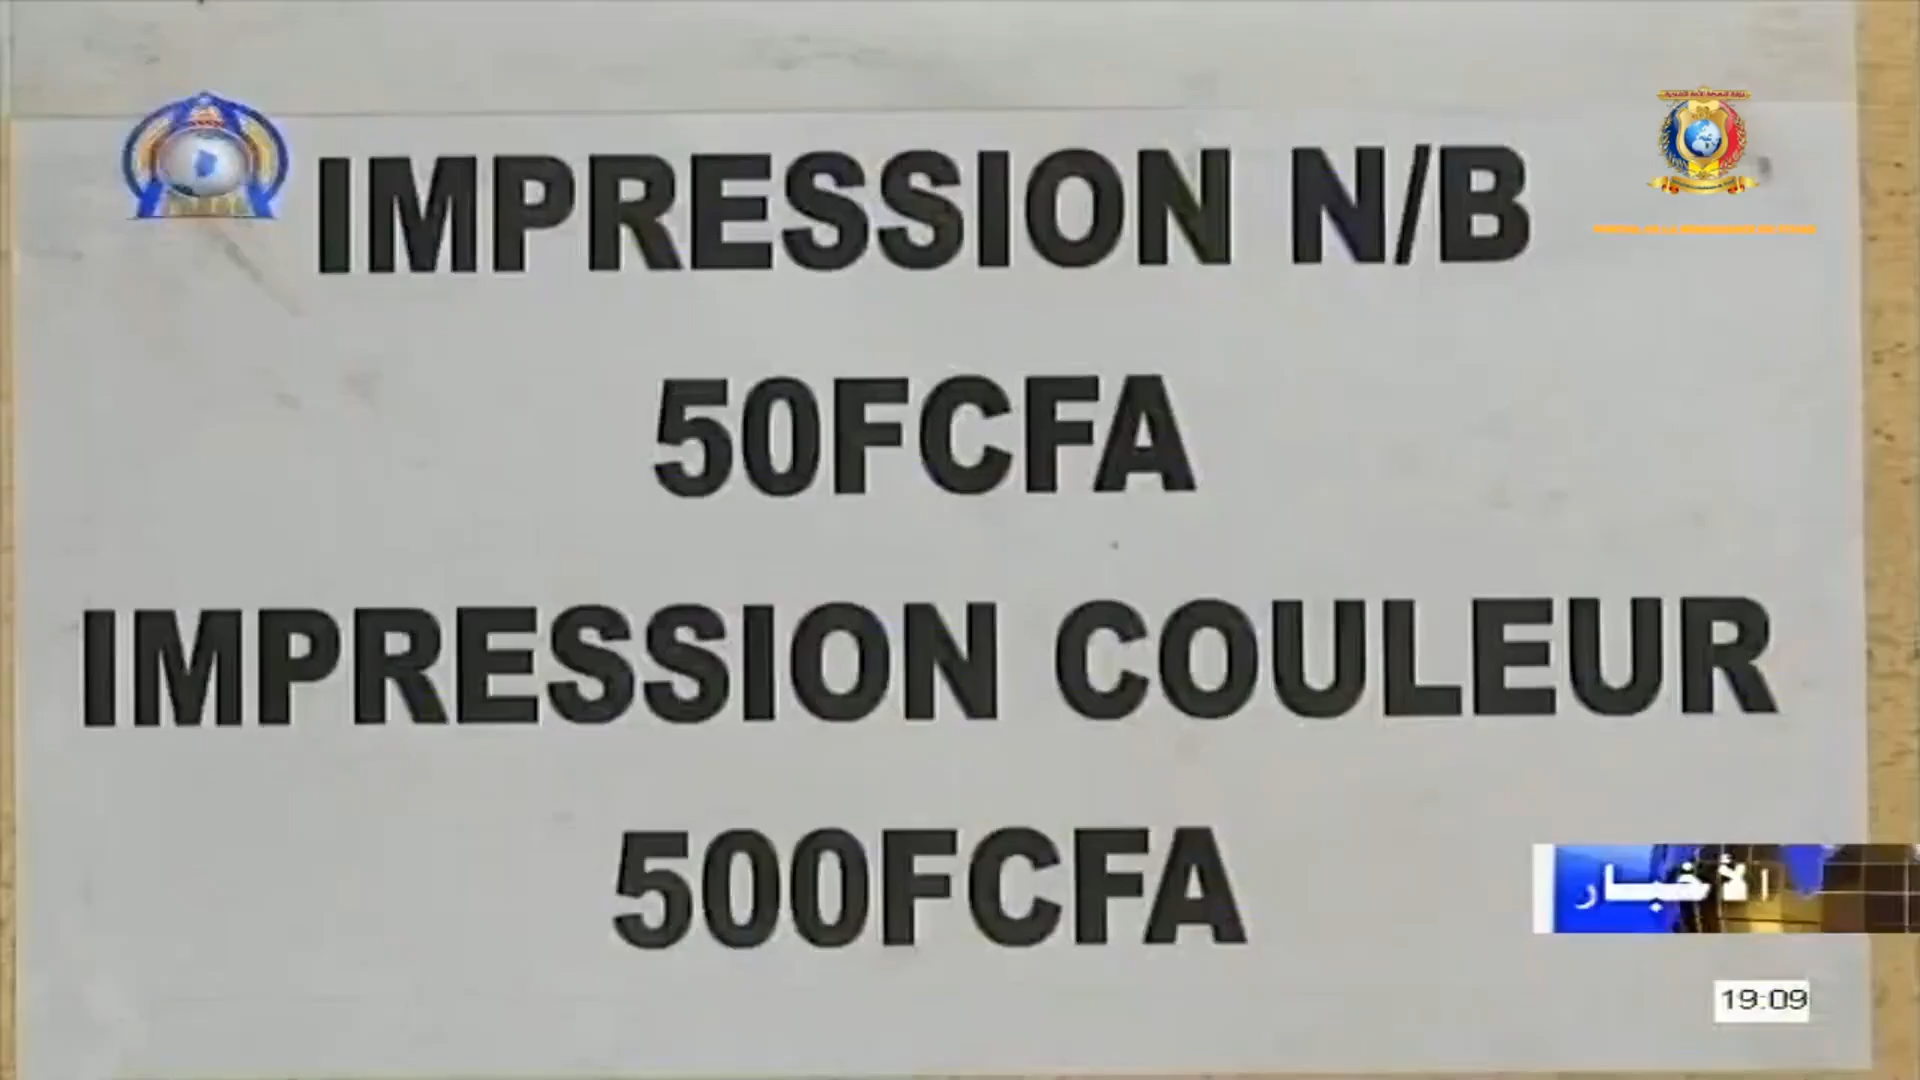 IMPRESSION N/B
50FCFA
IMPRESSION COULEUR
500FCFA
الأخبار
19:09